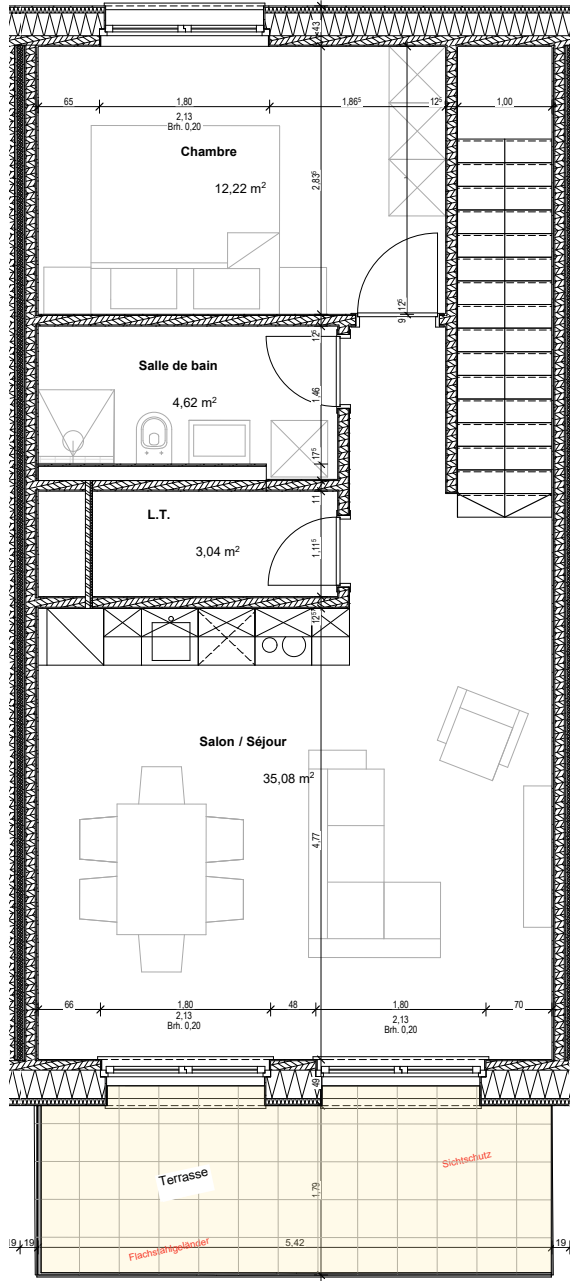 43
65 1,80 1,86⁵ 12⁵ 1,00
2,13
Brh. 0,20
Chambre
12,22 m²
2,83⁵
12⁵
9
12⁵
Salle de bain
4,62 m²
1,46
17⁵
11
L.T.
3,04 m²
1,11⁵
12⁵
Salon / Séjour
35,08 m²
4,77
66 1,80 48 1,80 70
2,13 2,13
Brh. 0,20 Brh. 0,20
49
Sichtschutz
Terrasse
1,79
Flachstahlgeländer
9 19 5,42 19